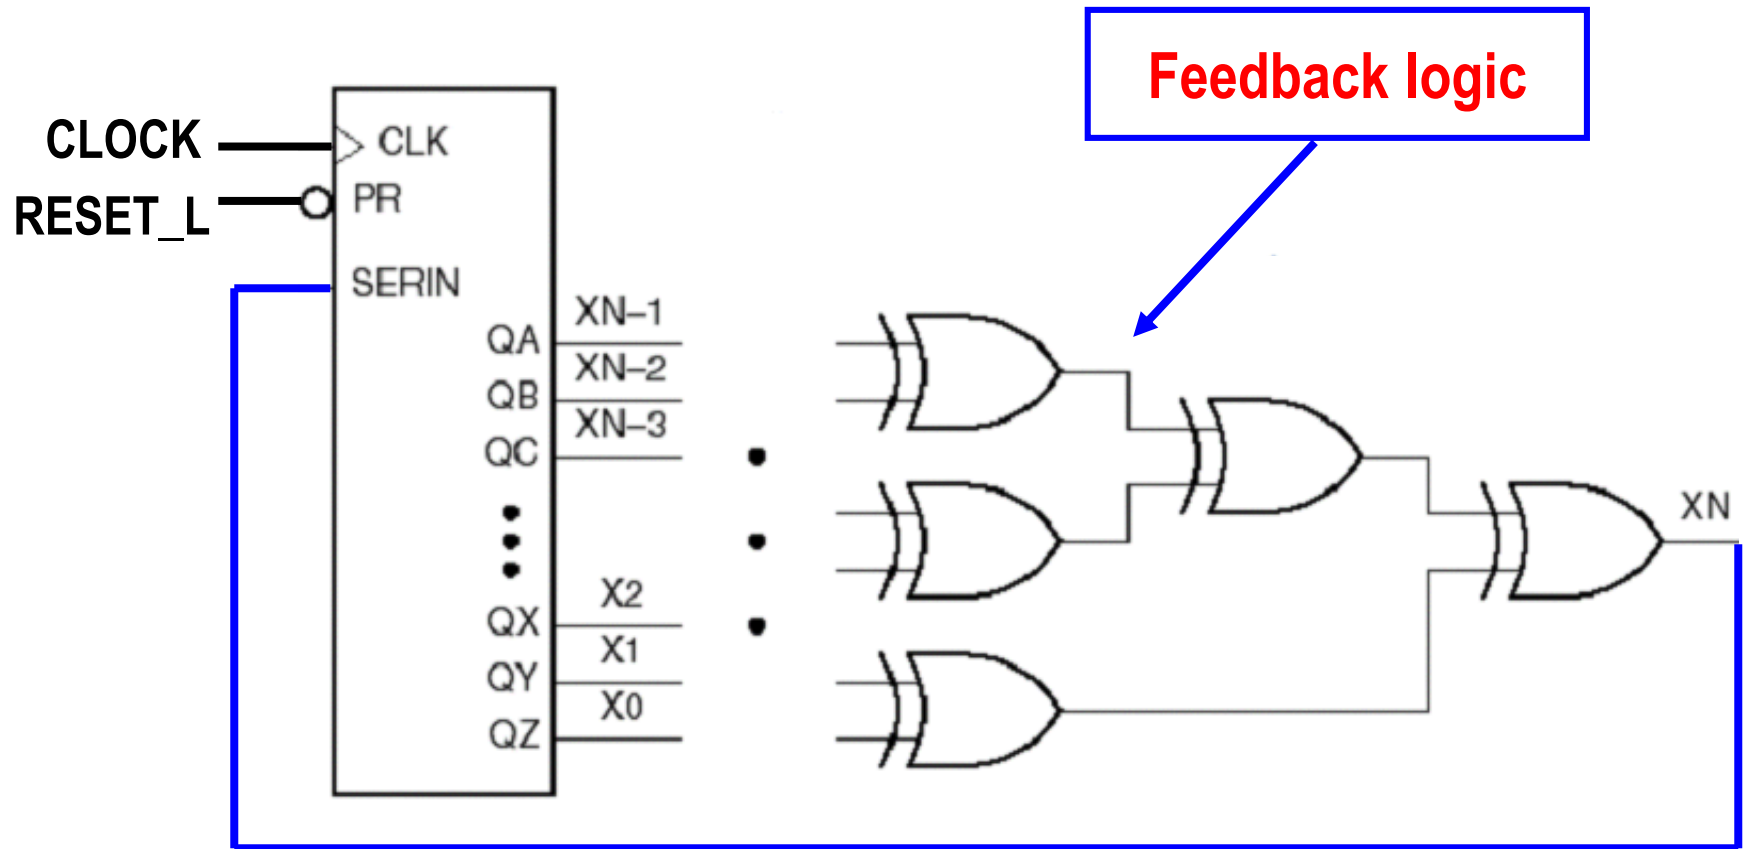 Feedback logic
CLOCK
CLK
RESET_L
PR
SERIN
XN–1
QA
XN–2
QB
XN–3
QC
XN
X2
QX
X1
QY
X0
QZ